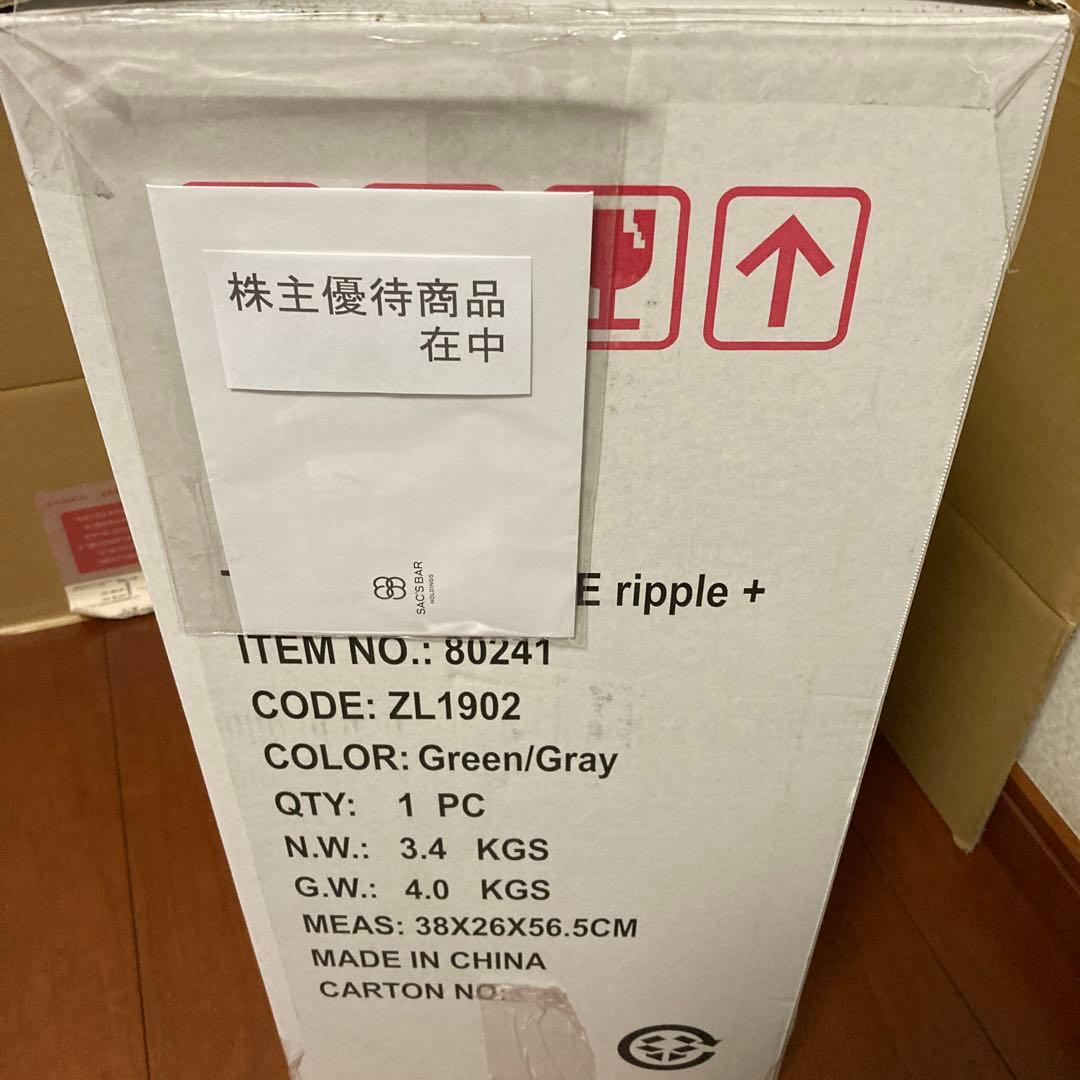 株主優待商品
在中
SAC'S BAR
HOLDINGS
E ripple +
ITEM NO.: 80241
CODE: ZL1902
COLOR: Green/Gray
QTY: 1 PC
N.W.: 3.4 KGS
G.W.: 4.0 KGS
MEAS: 38X26X56.5CM
MADE IN CHINA
CARTON NO.